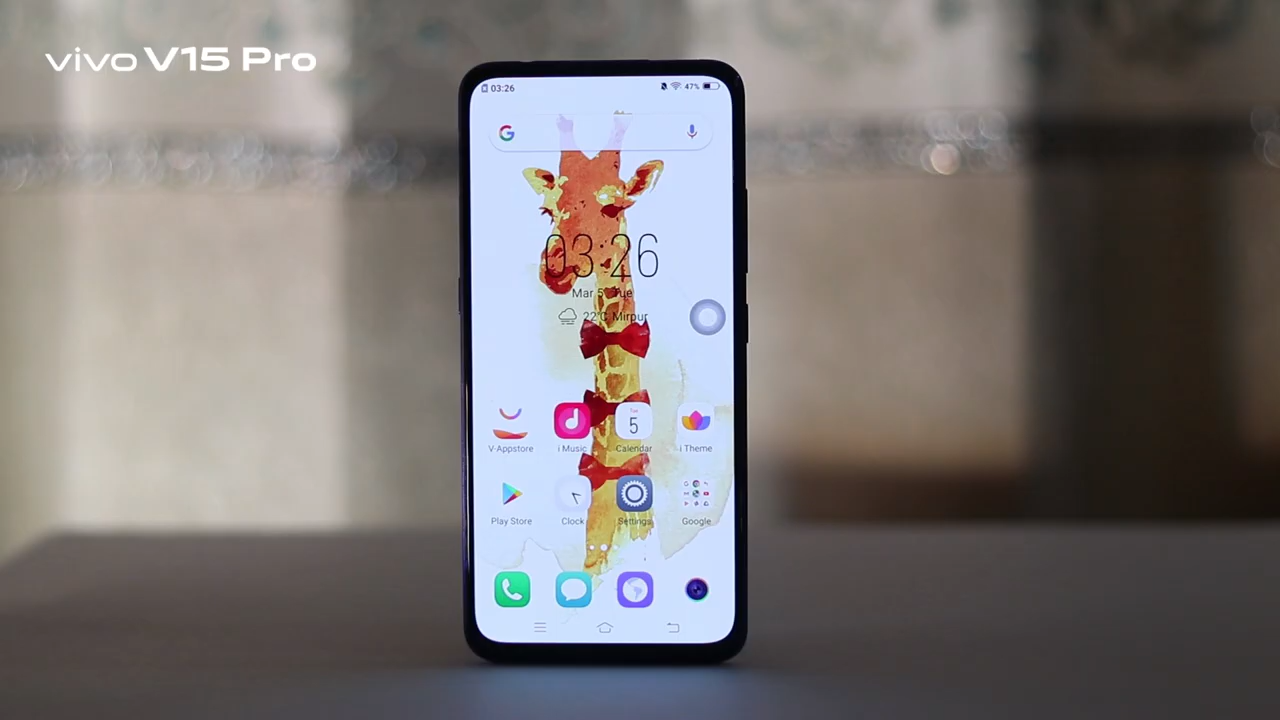 vivo V15 Pro
03:26
47%
03:26
Mar 5 Tue
22°C Mirpur
V-Appstore
i Music
Calendar
i Theme
Tue
5
Play Store
Clock
Settings
Google